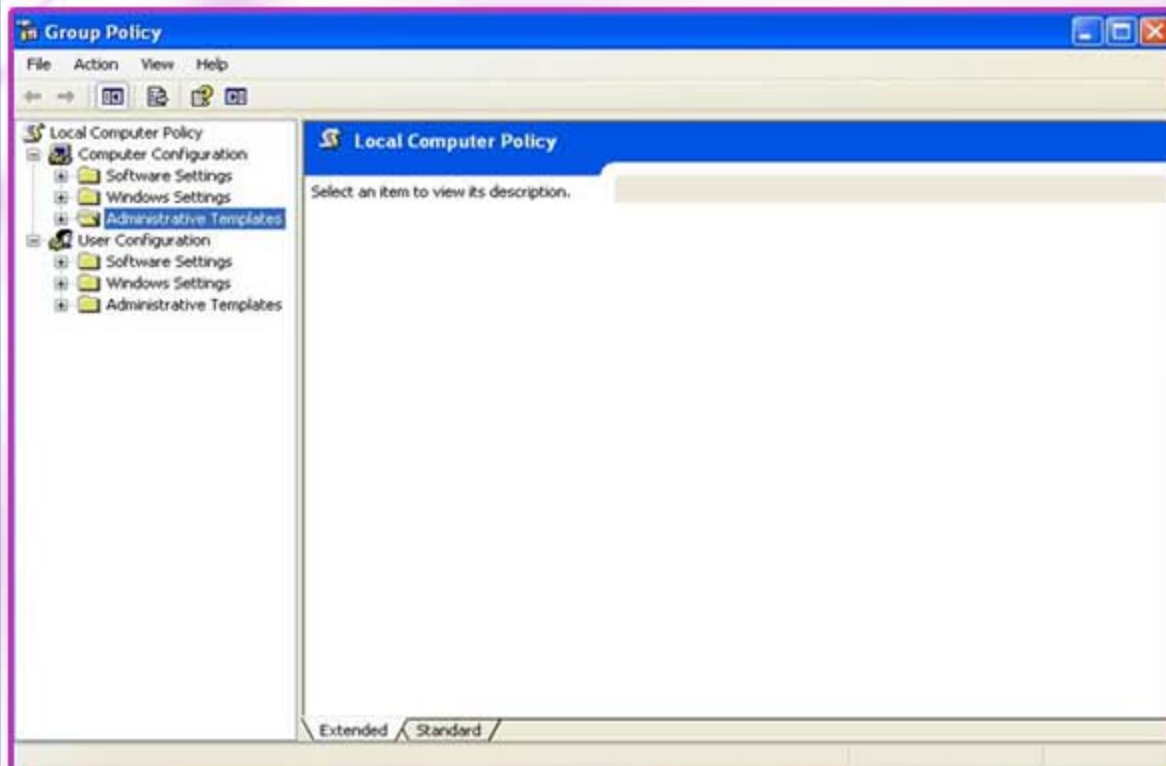 Group Policy
File Action View Help
Local Computer Policy
Computer Configuration
Software Settings
Windows Settings
Administrative Templates
User Configuration
Software Settings
Windows Settings
Administrative Templates
Local Computer Policy
Select an item to view its description.
Extended Standard